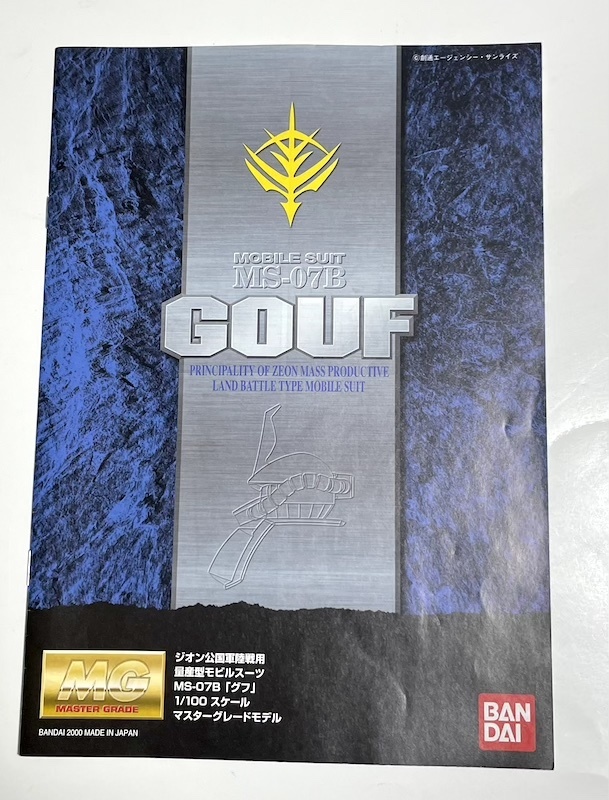 ©創通エージェンシー・サンライズ
MOBILE SUIT
MS-07B
GOUF
PRINCIPALITY OF ZEON MASS PRODUCTIVE
LAND BATTLE TYPE MOBILE SUIT
MG
MASTER GRADE
ジオン公国軍陸戦用
量産型モビルスーツ
MS-07B「グフ」
1/100 スケール
マスターグレードモデル
BANDAI 2000 MADE IN JAPAN
BAN
DAI